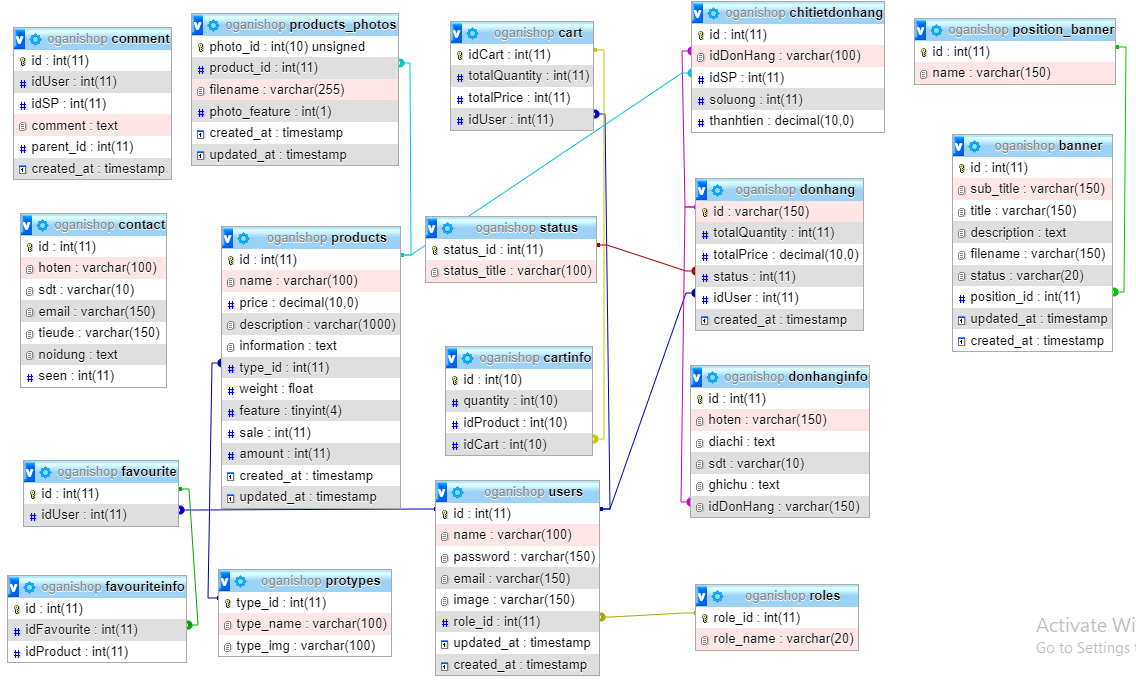 oganishop comment
id : int(11)
idUser : int(11)
idSP : int(11)
comment : text
parent_id : int(11)
created_at : timestamp
oganishop products_photos
photo_id : int(10) unsigned
product_id : int(11)
filename : varchar(255)
photo_feature : int(1)
created_at : timestamp
updated_at : timestamp
oganishop cart
idCart : int(11)
totalQuantity : int(11)
totalPrice : int(11)
idUser : int(11)
oganishop chitietdonhang
id : int(11)
idDonHang : varchar(100)
idSP : int(11)
soluong : int(11)
thanhtien : decimal(10,0)
oganishop position_banner
id : int(11)
name : varchar(150)
oganishop banner
id : int(11)
sub_title : varchar(150)
title : varchar(150)
description : text
filename : varchar(150)
status : varchar(20)
position_id : int(11)
updated_at : timestamp
created_at : timestamp
oganishop contact
id : int(11)
hoten : varchar(100)
sdt : varchar(10)
email : varchar(150)
tieude : varchar(150)
noidung : text
seen : int(11)
oganishop products
id : int(11)
name : varchar(100)
price : decimal(10,0)
description : varchar(1000)
information : text
type_id : int(11)
weight : float
feature : tinyint(4)
sale : int(11)
amount : int(11)
created_at : timestamp
updated_at : timestamp
oganishop status
status_id : int(11)
status_title : varchar(100)
oganishop donhang
id : varchar(150)
totalQuantity : int(11)
totalPrice : decimal(10,0)
status : int(11)
idUser : int(11)
created_at : timestamp
oganishop cartinfo
id : int(10)
quantity : int(10)
idProduct : int(10)
idCart : int(10)
oganishop donhanginfo
id : int(11)
hoten : varchar(150)
diachi : text
sdt : varchar(10)
ghichu : text
idDonHang : varchar(150)
oganishop favourite
id : int(11)
idUser : int(11)
oganishop users
id : int(11)
name : varchar(100)
password : varchar(150)
email : varchar(150)
image : varchar(150)
role_id : int(11)
updated_at : timestamp
created_at : timestamp
oganishop favouriteinfo
id : int(11)
idFavourite : int(11)
idProduct : int(11)
oganishop protypes
type_id : int(11)
type_name : varchar(100)
type_img : varchar(100)
oganishop roles
role_id : int(11)
role_name : varchar(20)
Activate Wi
Go to Settings